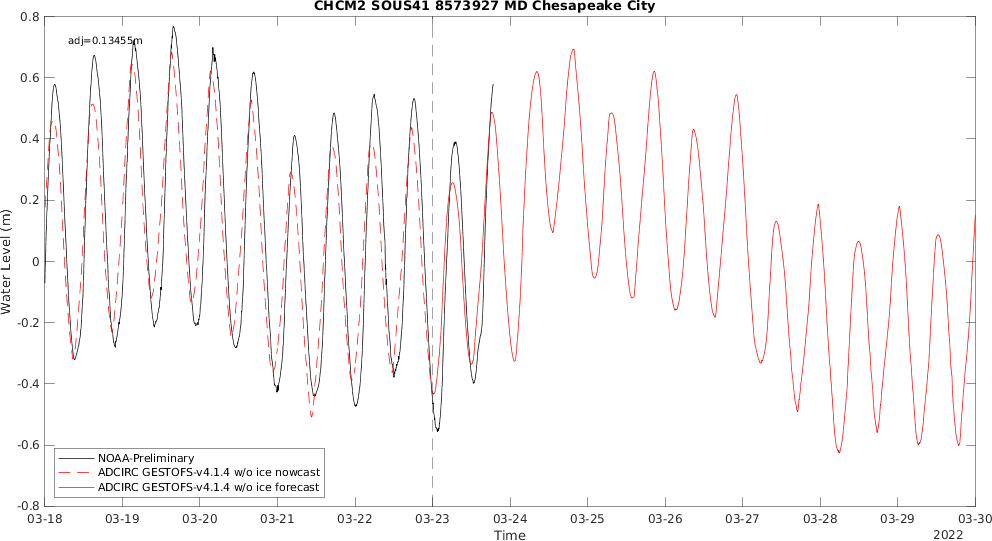 CHCM2 SOUS41 8573927 MD Chesapeake City
adj=0.13455m
Water Level (m)
0.8
0.6
0.4
0.2
0
-0.2
-0.4
-0.6
-0.8
NOAA-Preliminary
ADCIRC GESTOFS-v4.1.4 w/o ice nowcast
ADCIRC GESTOFS-v4.1.4 w/o ice forecast
03-18 03-19 03-20 03-21 03-22 03-23 03-24 03-25 03-26 03-27 03-28 03-29 03-30
Time
2022